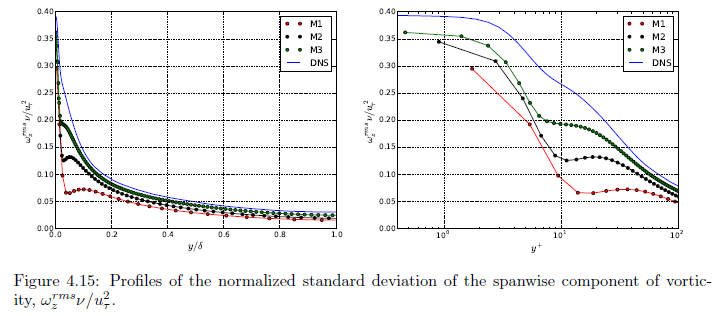 0.40
0.35
0.30
0.25
0.20
0.15
0.10
0.05
0.00
0.0 0.2 0.4 0.6 0.8 1.0
y/δ
ω_z^{rms} ν/u_τ^2
M1
M2
M3
DNS
0.40
0.35
0.30
0.25
0.20
0.15
0.10
0.05
0.00
10^0 10^1 10^2
y^+
ω_z^{rms} ν/u_τ^2
M1
M2
M3
DNS
Figure 4.15: Profiles of the normalized standard deviation of the spanwise component of vortic-
ity, ω_z^{rms}ν/u_τ^2.